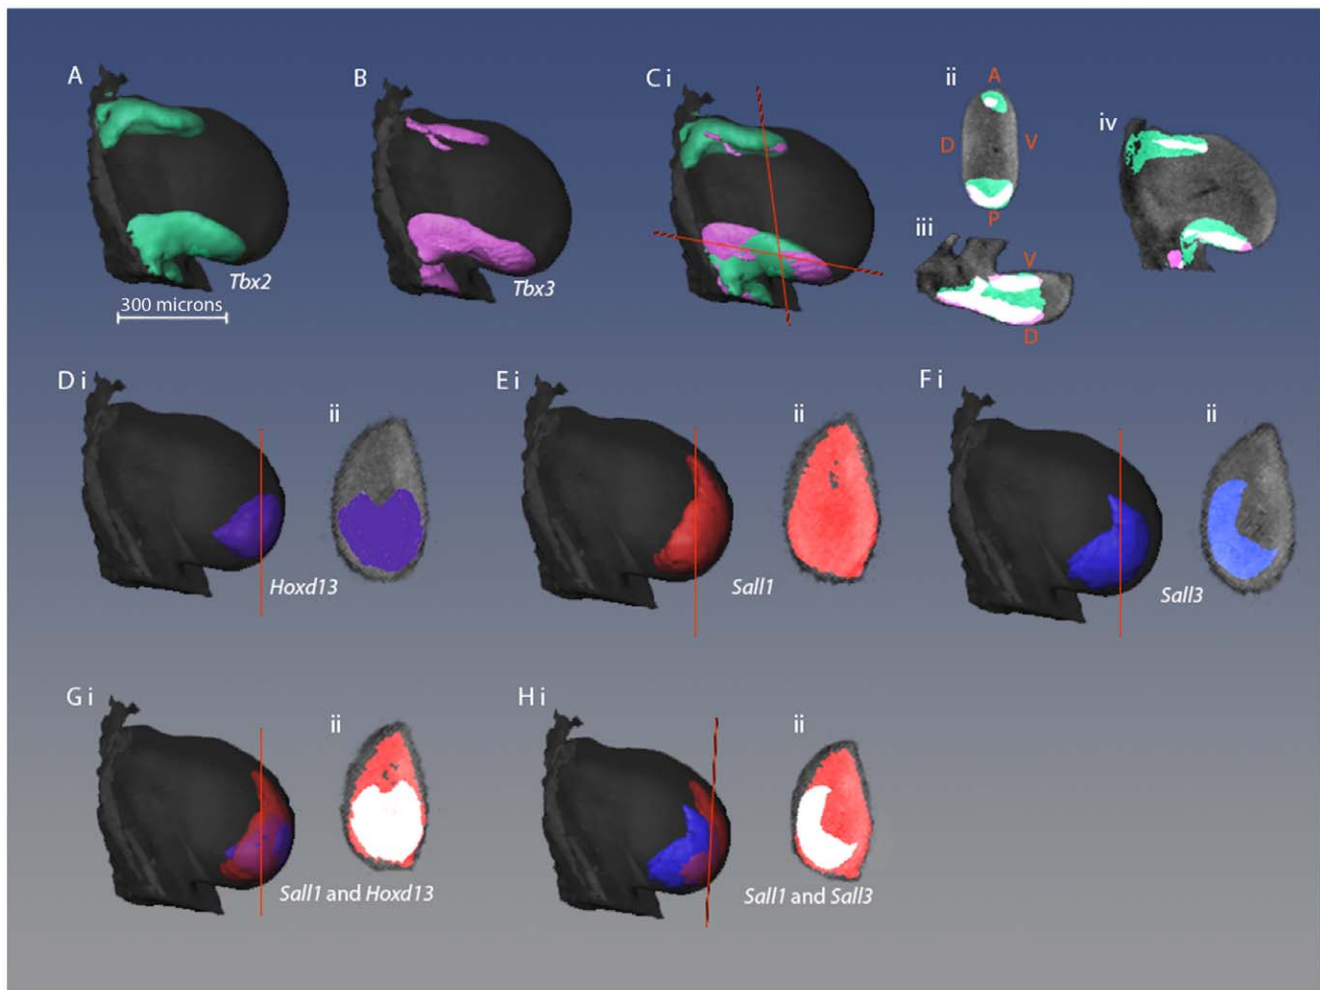 A
B
C i
ii
A
D
V
P
iii
V
D
iv
Tbx2
300 microns
Tbx3
D i
ii
Hoxd13
E i
ii
Sall1
F i
ii
Sall3
G i
ii
Sall1 and Hoxd13
H i
ii
Sall1 and Sall3